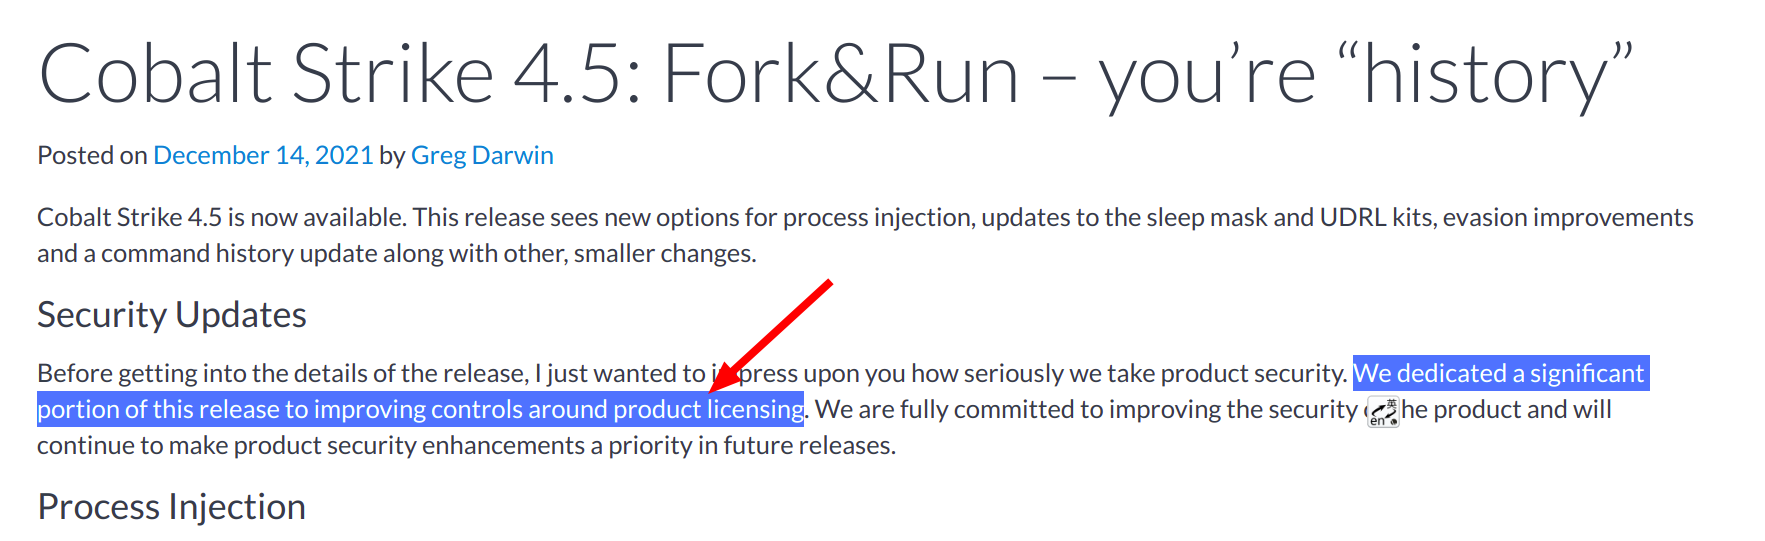 Cobalt Strike 4.5: Fork&Run – you’re “history”
Posted on December 14, 2021 by Greg Darwin
Cobalt Strike 4.5 is now available. This release sees new options for process injection, updates to the sleep mask and UDRL kits, evasion improvements
and a command history update along with other, smaller changes.
Security Updates
Before getting into the details of the release, I just wanted to impress upon you how seriously we take product security. We dedicated a significant
portion of this release to improving controls around product licensing. We are fully committed to improving the security of the product and will
英
en
continue to make product security enhancements a priority in future releases.
Process Injection